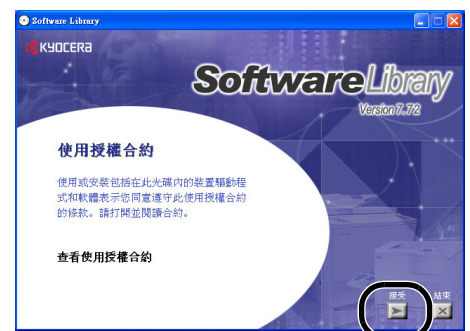 Software Library
KYOCERA
Software Library
Version 7.72
使用授權合約
使用或安裝包括在此光碟內的裝置驅動程
式和軟體表示您同意遵守此使用授權合約
的條款。請打開並閱讀合約。
查看使用授權合約
接受 結束